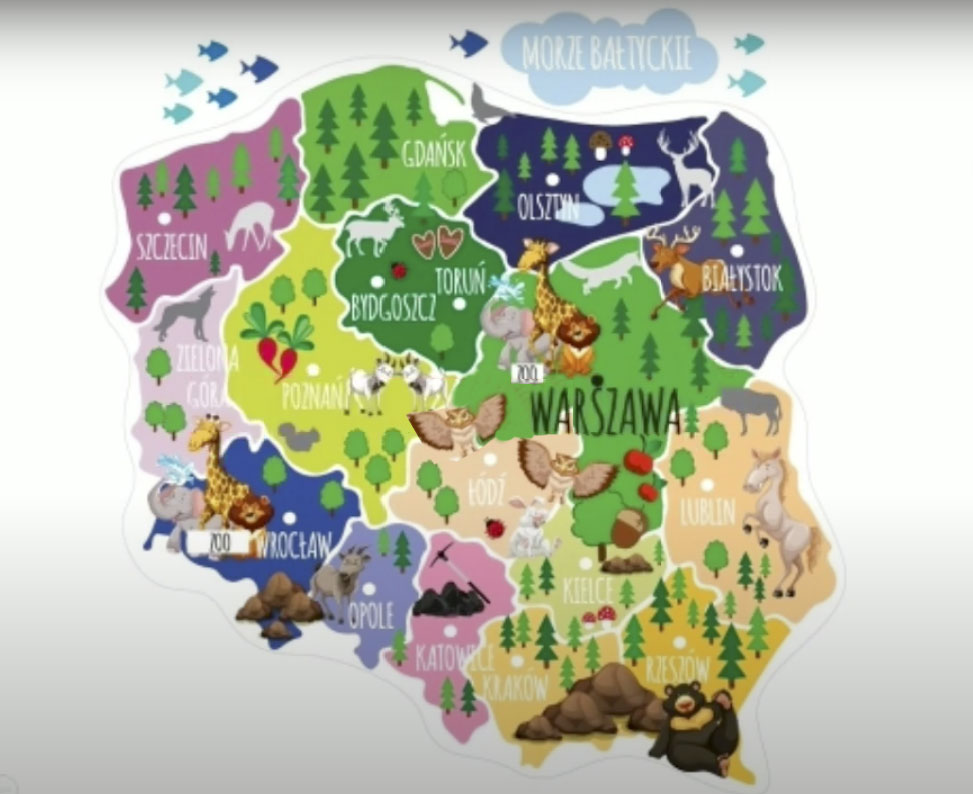 MORZE BAŁTYCKIE
GDAŃSK
OLSZTYN
SZCZECIN
BIAŁYSTOK
TORUŃ
BYDGOSZCZ
ZIELONA
GÓRA
ZOO
POZNAŃ
WARSZAWA
ŁÓDŹ
LUBLIN
ZOO
WROCŁAW
KIELCE
OPOLE
KATOWICE
RZESZÓW
KRAKÓW